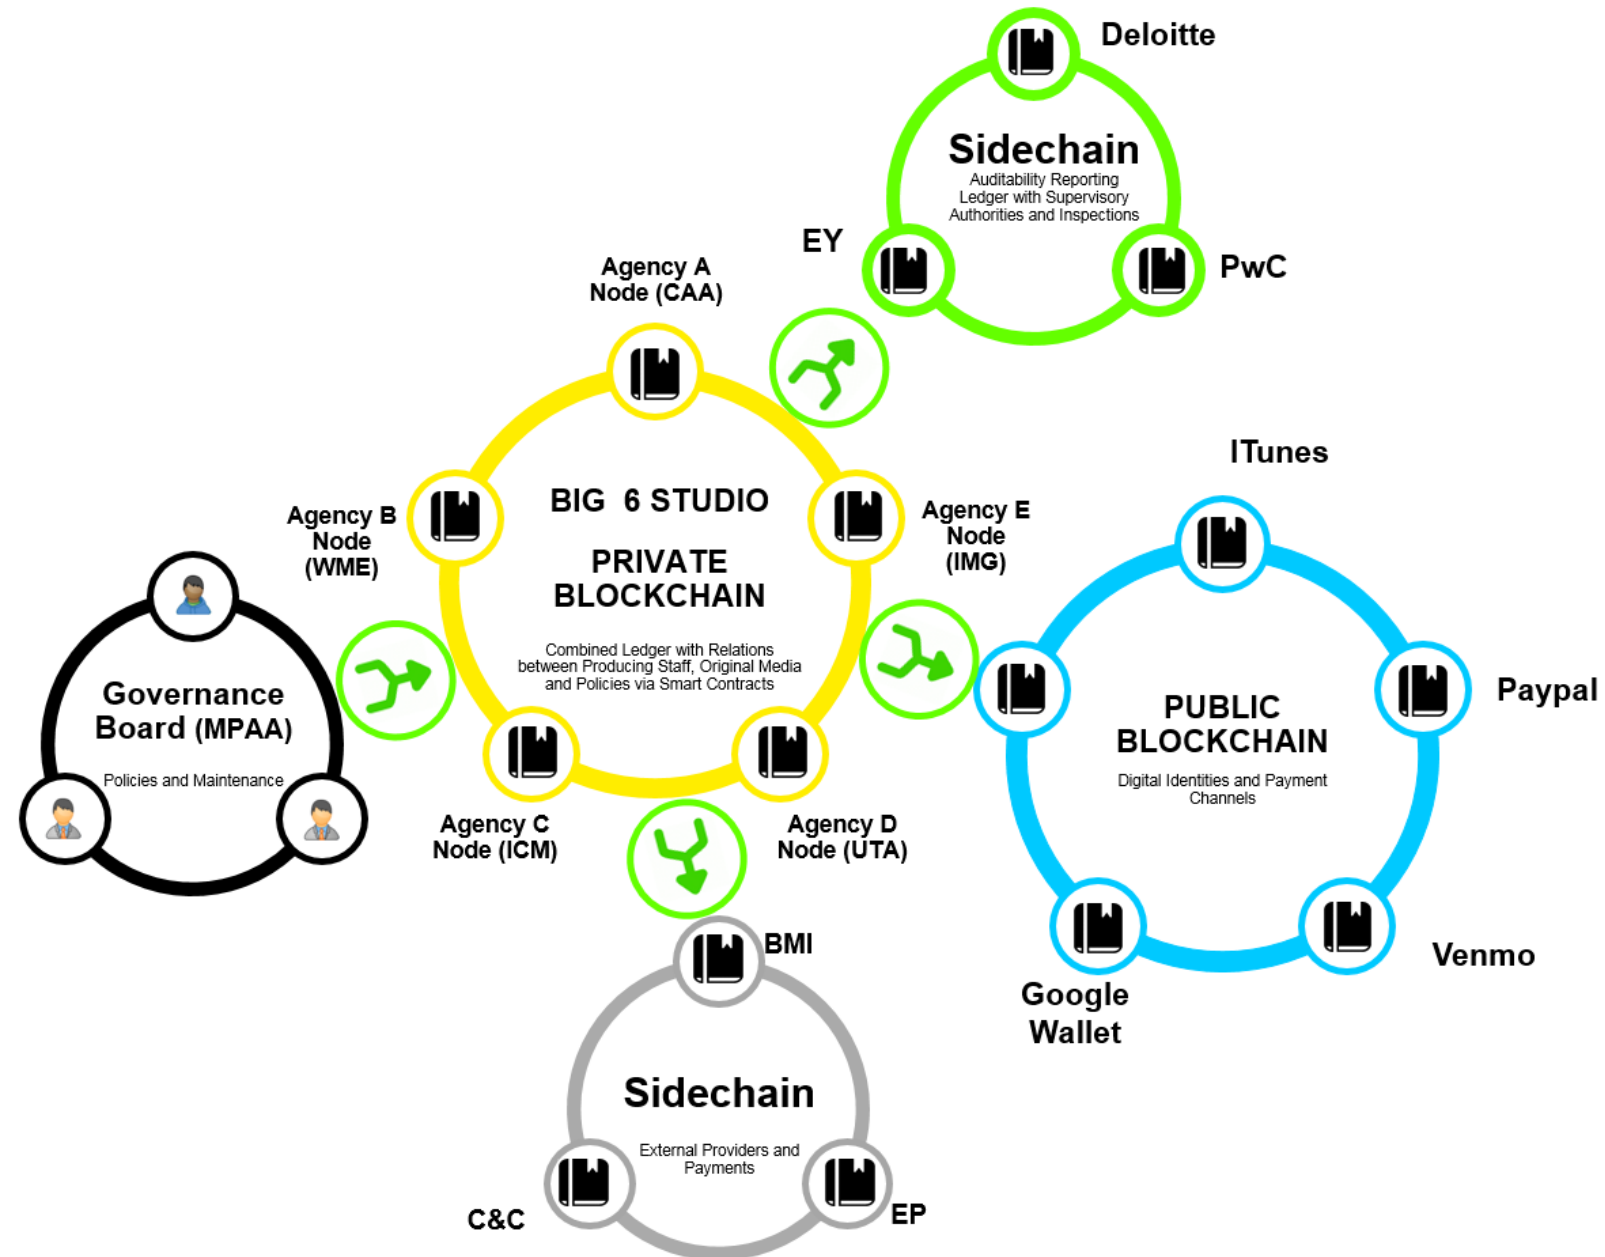 Deloitte
Sidechain
Auditability Reporting
Ledger with Supervisory
Authorities and Inspections
EY
PwC
Agency A
Node (CAA)
Agency B
Node
(WME)
BIG  6 STUDIO
PRIVATE
BLOCKCHAIN
Combined Ledger with Relations
between Producing Staff, Original Media
and Policies via Smart Contracts
Agency E
Node
(IMG)
Agency C
Node (ICM)
Agency D
Node (UTA)
Governance
Board (MPAA)
Policies and Maintenance
ITunes
Paypal
PUBLIC
BLOCKCHAIN
Digital Identities and Payment
Channels
Venmo
Google
Wallet
BMI
Sidechain
External Providers and
Payments
C&C
EP